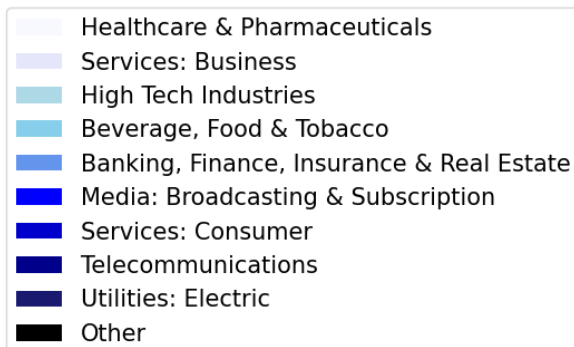 Healthcare & Pharmaceuticals
Services: Business
High Tech Industries
Beverage, Food & Tobacco
Banking, Finance, Insurance & Real Estate
Media: Broadcasting & Subscription
Services: Consumer
Telecommunications
Utilities: Electric
Other